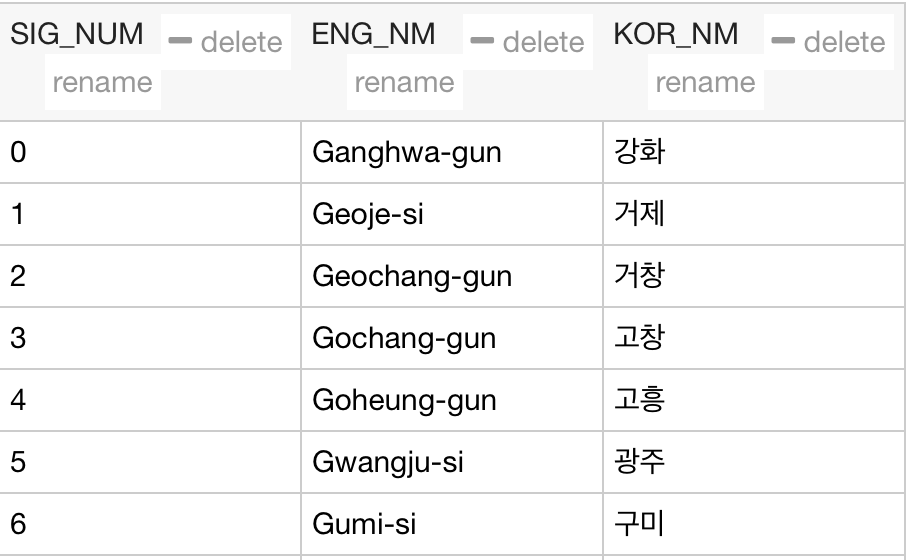 SIG_NUM − delete ENG_NM − delete KOR_NM − delete
rename rename rename
0 Ganghwa-gun 강화
1 Geoje-si 거제
2 Geochang-gun 거창
3 Gochang-gun 고창
4 Goheung-gun 고흥
5 Gwangju-si 광주
6 Gumi-si 구미